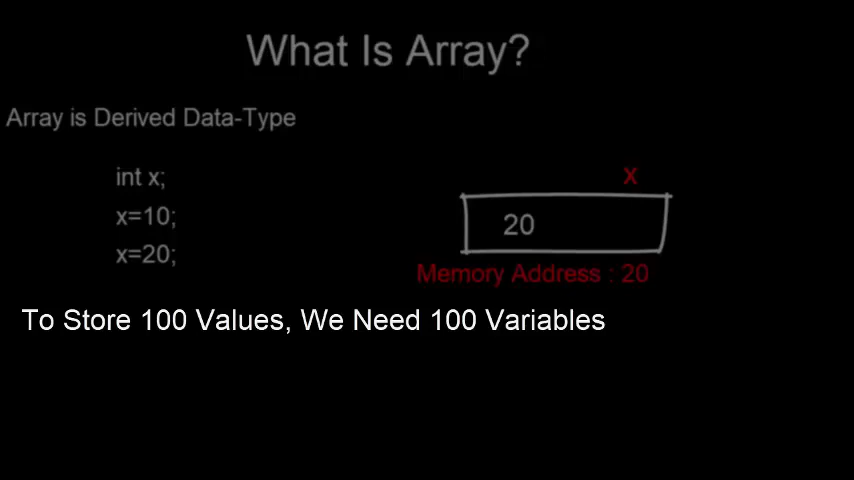 What Is Array?
Array is Derived Data-Type
int x;
x
x=10;
20
x=20;
Memory Address : 20
To Store 100 Values, We Need 100 Variables